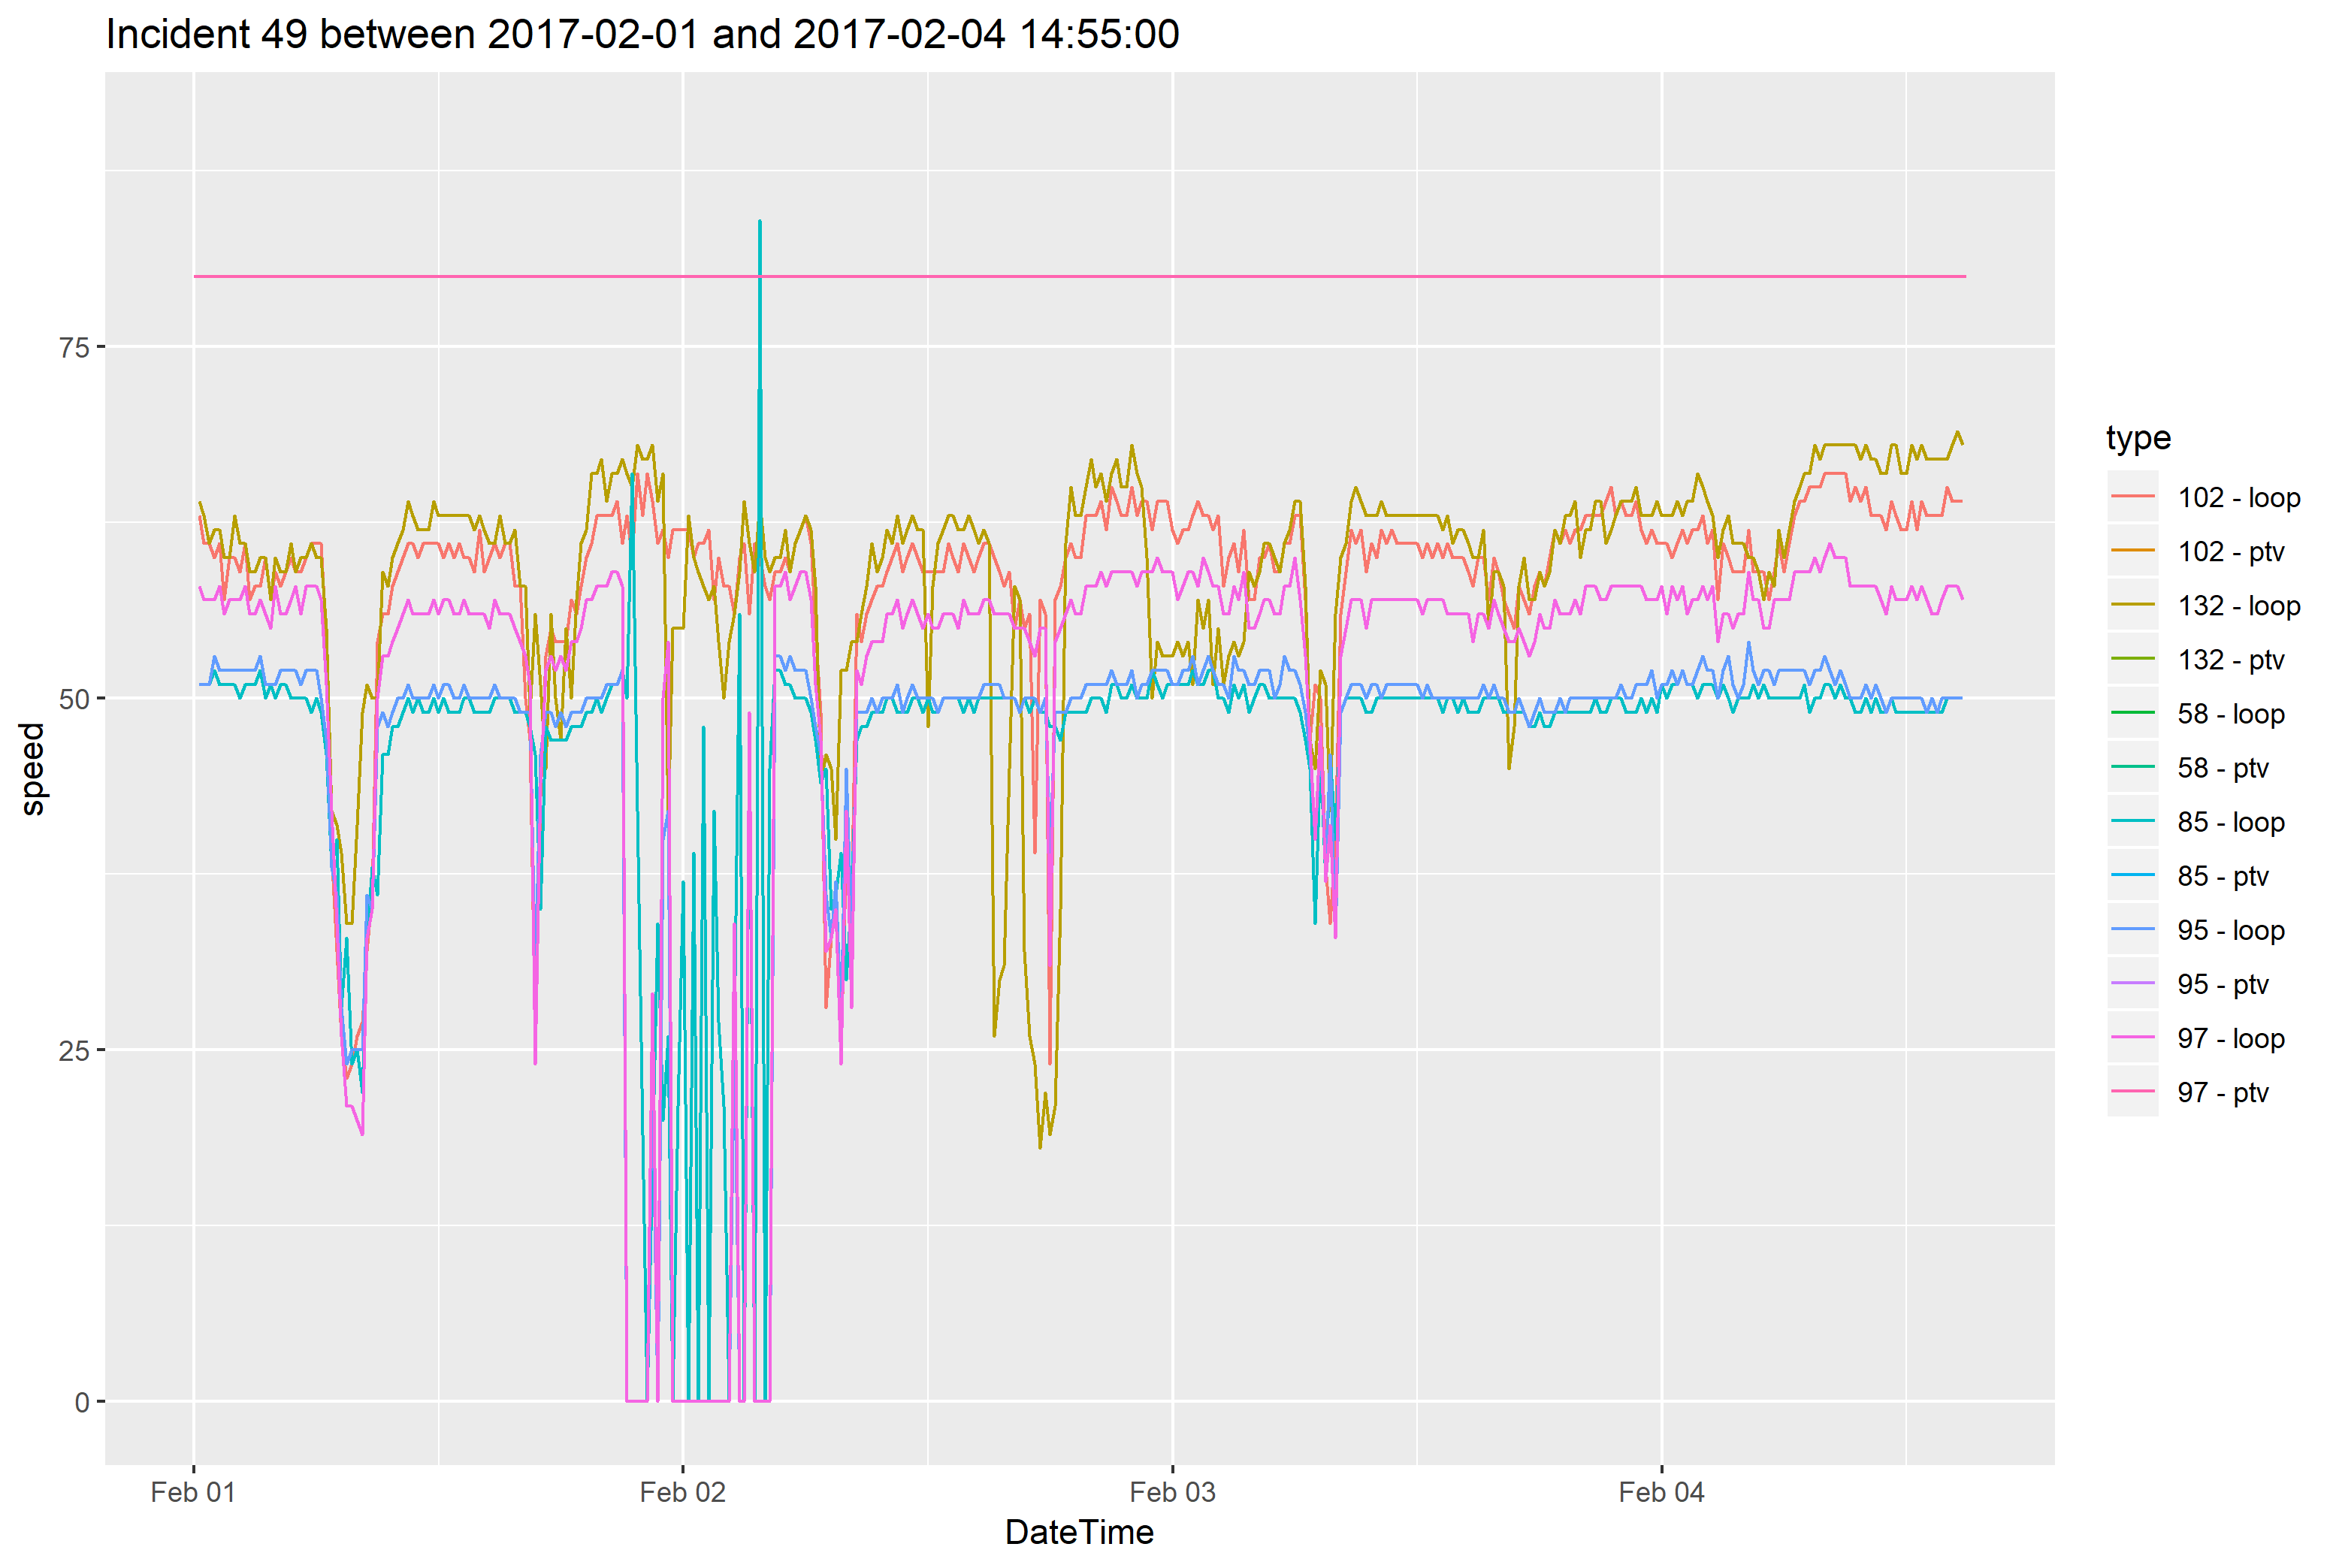 Incident 49 between 2017-02-01 and 2017-02-04 14:55:00
75
50
25
0
speed
Feb 01
Feb 02
Feb 03
Feb 04
DateTime
type
102 - loop
102 - ptv
132 - loop
132 - ptv
58 - loop
58 - ptv
85 - loop
85 - ptv
95 - loop
95 - ptv
97 - loop
97 - ptv